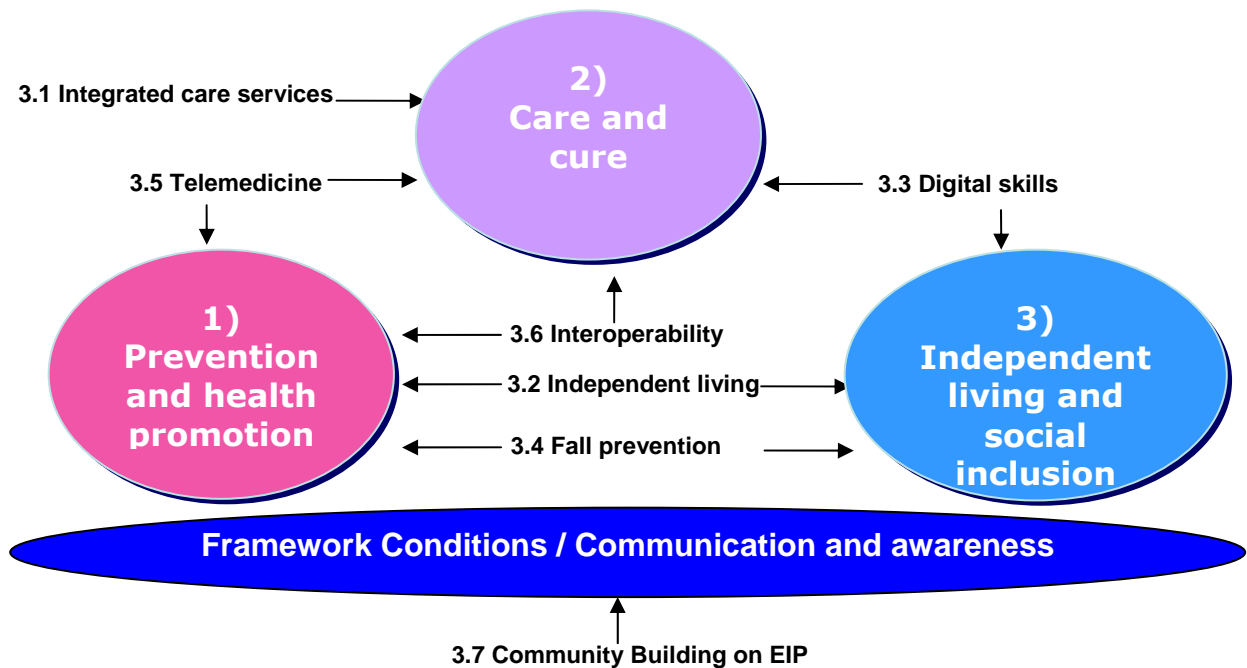 2)
Care and
cure
3.1 Integrated care services
3.5 Telemedicine
3.3 Digital skills
1)
Prevention
and health
promotion
3.6 Interoperability
3.2 Independent living
3.4 Fall prevention
3)
Independent
living and
social
inclusion
Framework Conditions / Communication and awareness
3.7 Community Building on EIP